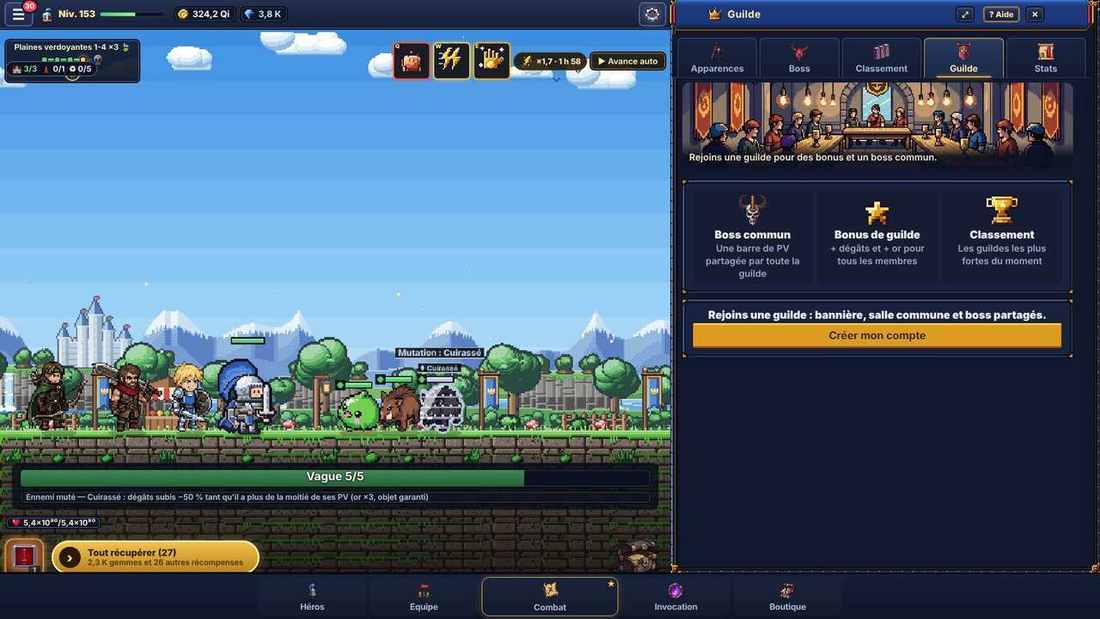 30
Niv. 153
324,2 Qi
3,8 K
Plaines verdoyantes 1-4 ×3
3/3 0/1 0/5
Q
W
×1,7 · 1 h 58
Avance auto
Guilde
? Aide
Apparences
Boss
Classement
Guilde
Stats
Rejoins une guilde pour des bonus et un boss commun.
Boss commun
Une barre de PV
partagée par toute la
guilde
Bonus de guilde
+ dégâts et + or pour
tous les membres
Classement
Les guildes les plus
fortes du moment
Rejoins une guilde : bannière, salle commune et boss partagés.
Créer mon compte
Mutation : Cuirassé
Cuirassé
Vague 5/5
Ennemi muté — Cuirassé : dégâts subis −50 % tant qu'il a plus de la moitié de ses PV (or ×3, objet garanti)
Tout récupérer (27)
2,3 K gemmes et 26 autres récompenses
Héros
Équipe
Combat
Invocation
Boutique